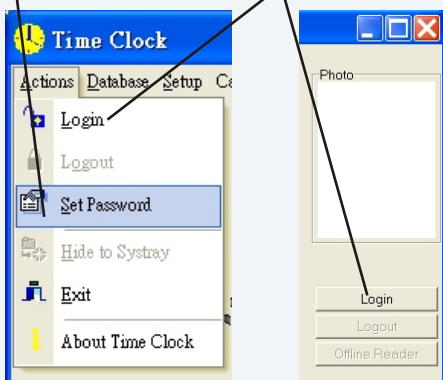 Time Clock
Actions Database Setup Ca
Login
Logout
Set Password
Hide to Systray
Exit
About Time Clock
Photo
Login
Logout
Offline Reader